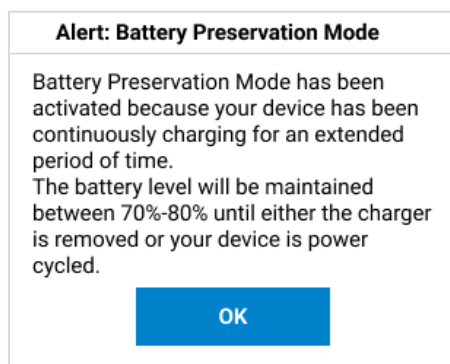 Alert: Battery Preservation Mode
Battery Preservation Mode has been
activated because your device has been
continuously charging for an extended
period of time.
The battery level will be maintained
between 70%-80% until either the charger
is removed or your device is power
cycled.
OK